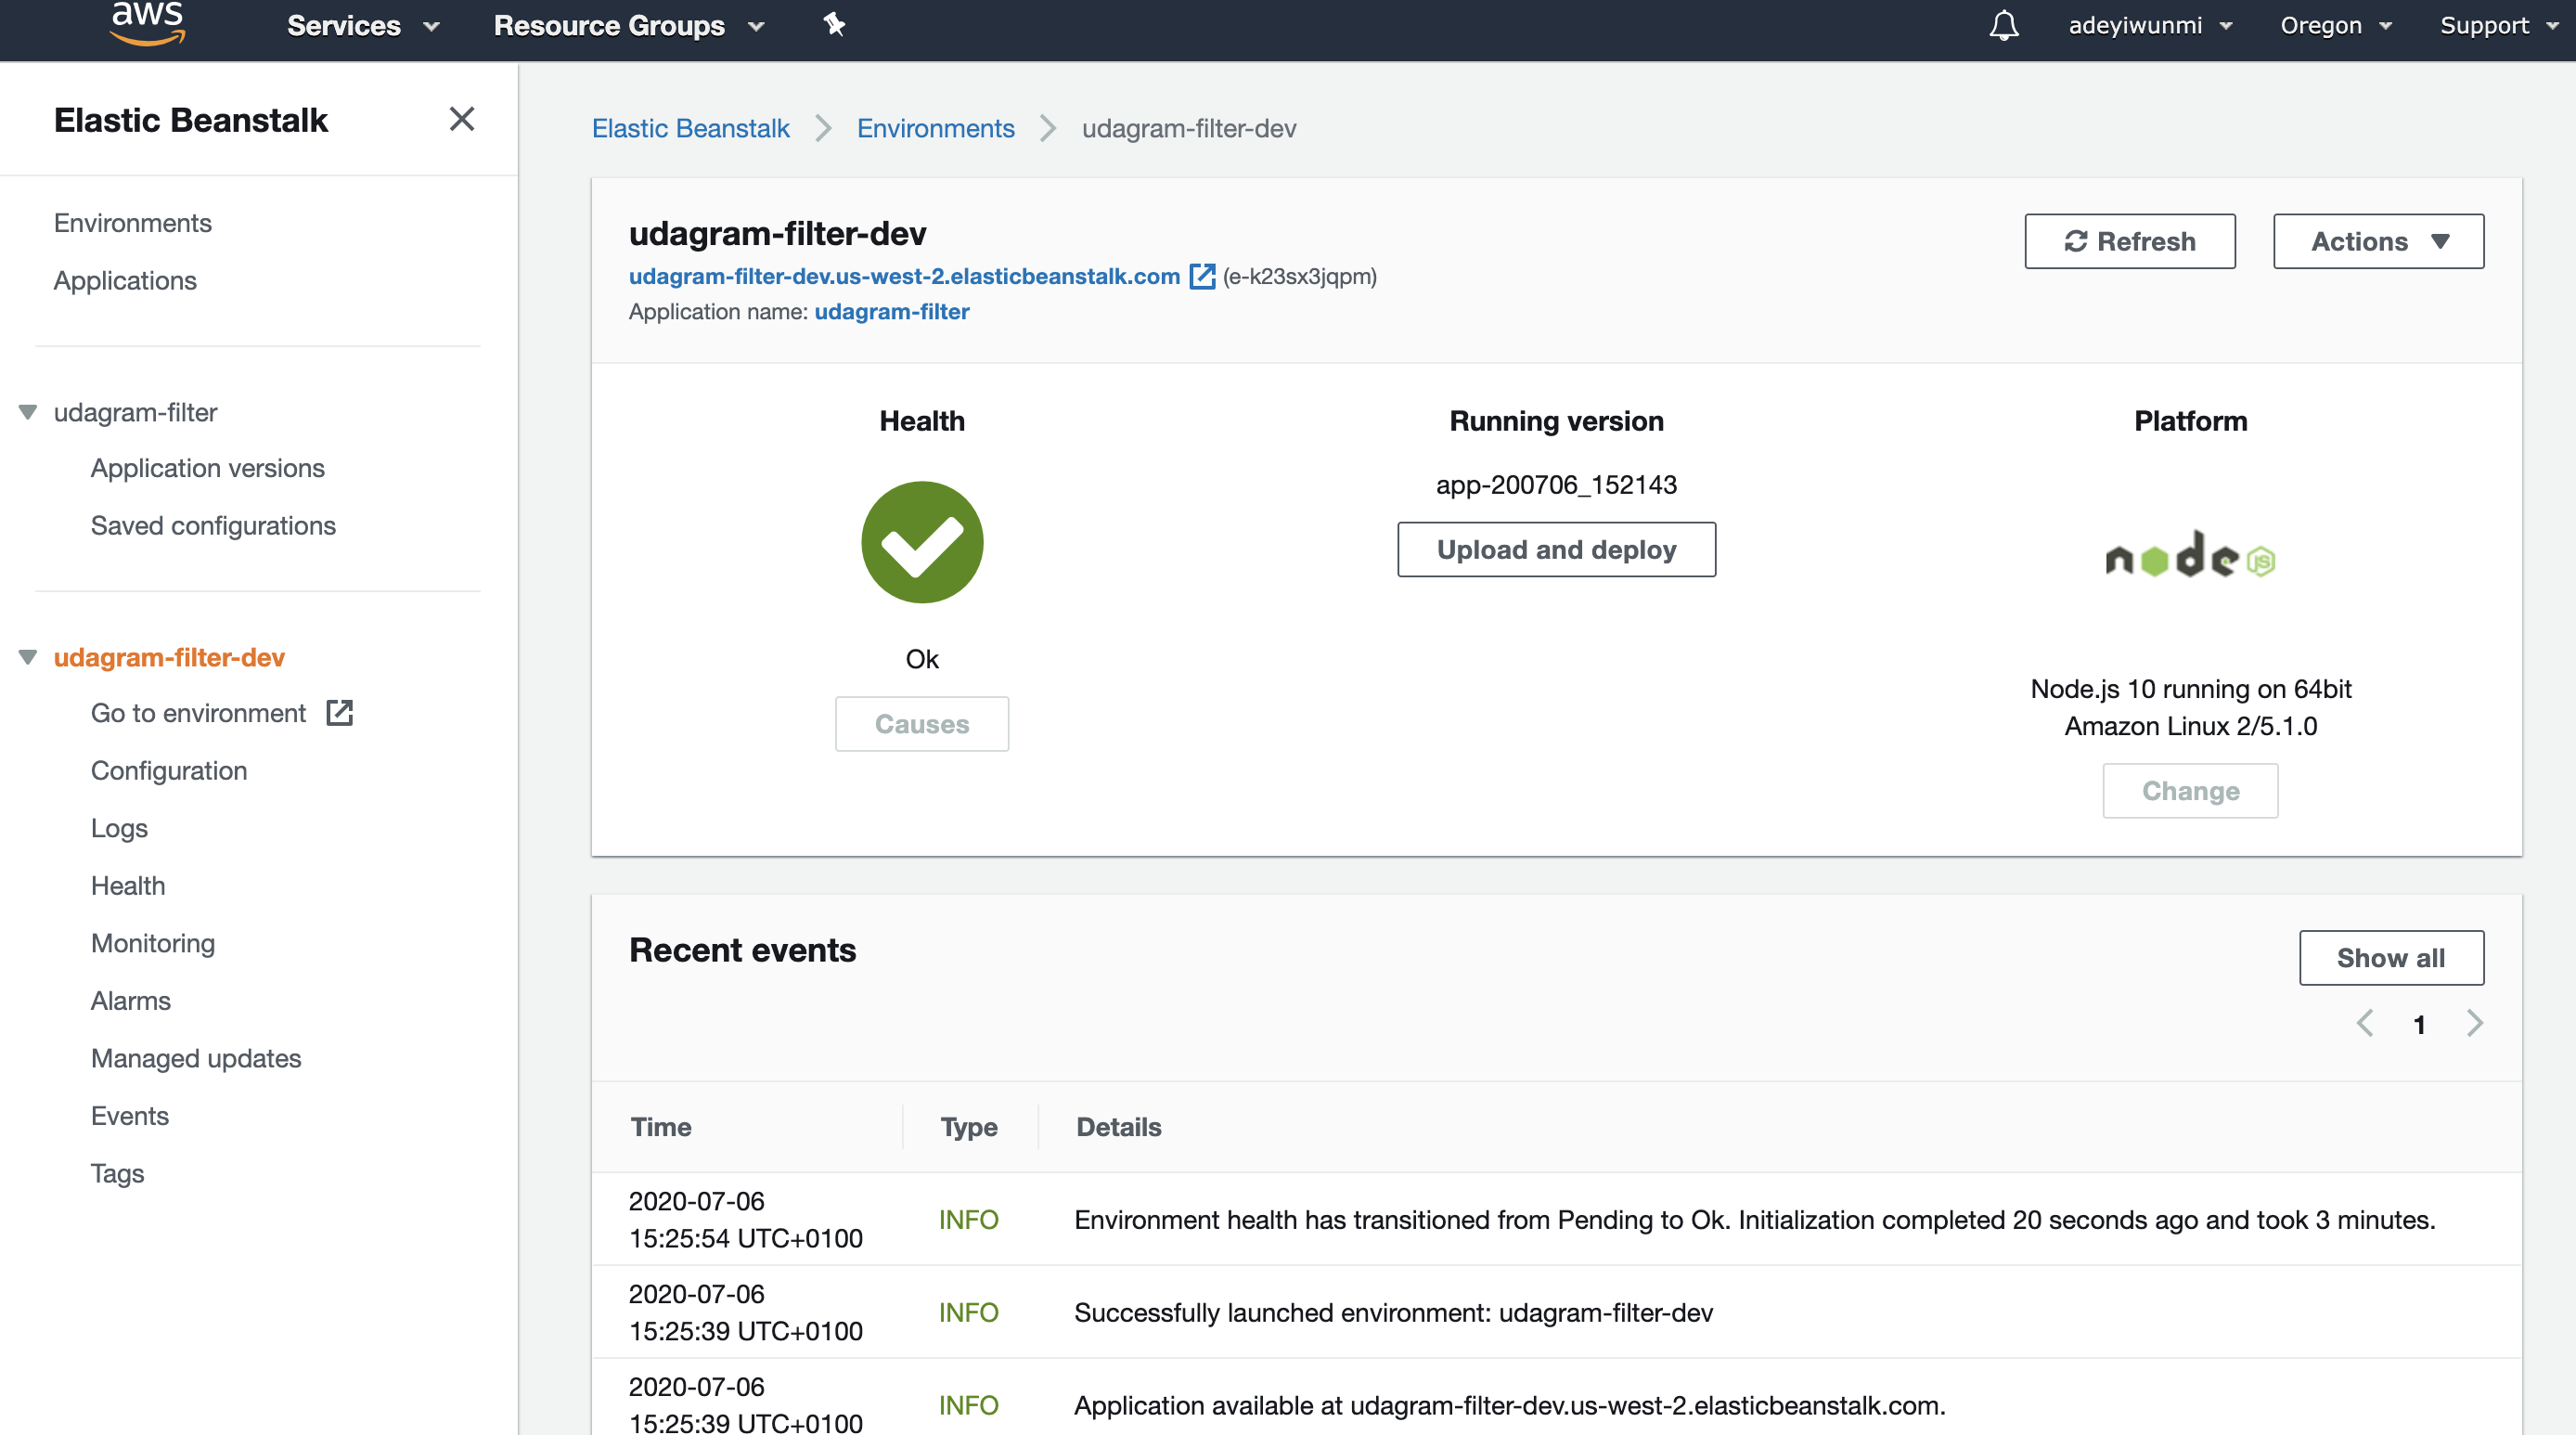 aws
Services
Resource Groups
adeyiwunmi
Oregon
Support
Elastic Beanstalk
Environments
Applications
udagram-filter
Application versions
Saved configurations
udagram-filter-dev
Go to environment
Configuration
Logs
Health
Monitoring
Alarms
Managed updates
Events
Tags
Elastic Beanstalk
Environments
udagram-filter-dev
udagram-filter-dev
udagram-filter-dev.us-west-2.elasticbeanstalk.com (e-k23sx3jqpm)
Application name: udagram-filter
Refresh
Actions
Health
Ok
Causes
Running version
app-200706_152143
Upload and deploy
Platform
node JS
Node.js 10 running on 64bit
Amazon Linux 2/5.1.0
Change
Recent events
Show all
1
Time Type Details
2020-07-06
15:25:54 UTC+0100
INFO
Environment health has transitioned from Pending to Ok. Initialization completed 20 seconds ago and took 3 minutes.
2020-07-06
15:25:39 UTC+0100
INFO
Successfully launched environment: udagram-filter-dev
2020-07-06
15:25:39 UTC+0100
INFO
Application available at udagram-filter-dev.us-west-2.elasticbeanstalk.com.